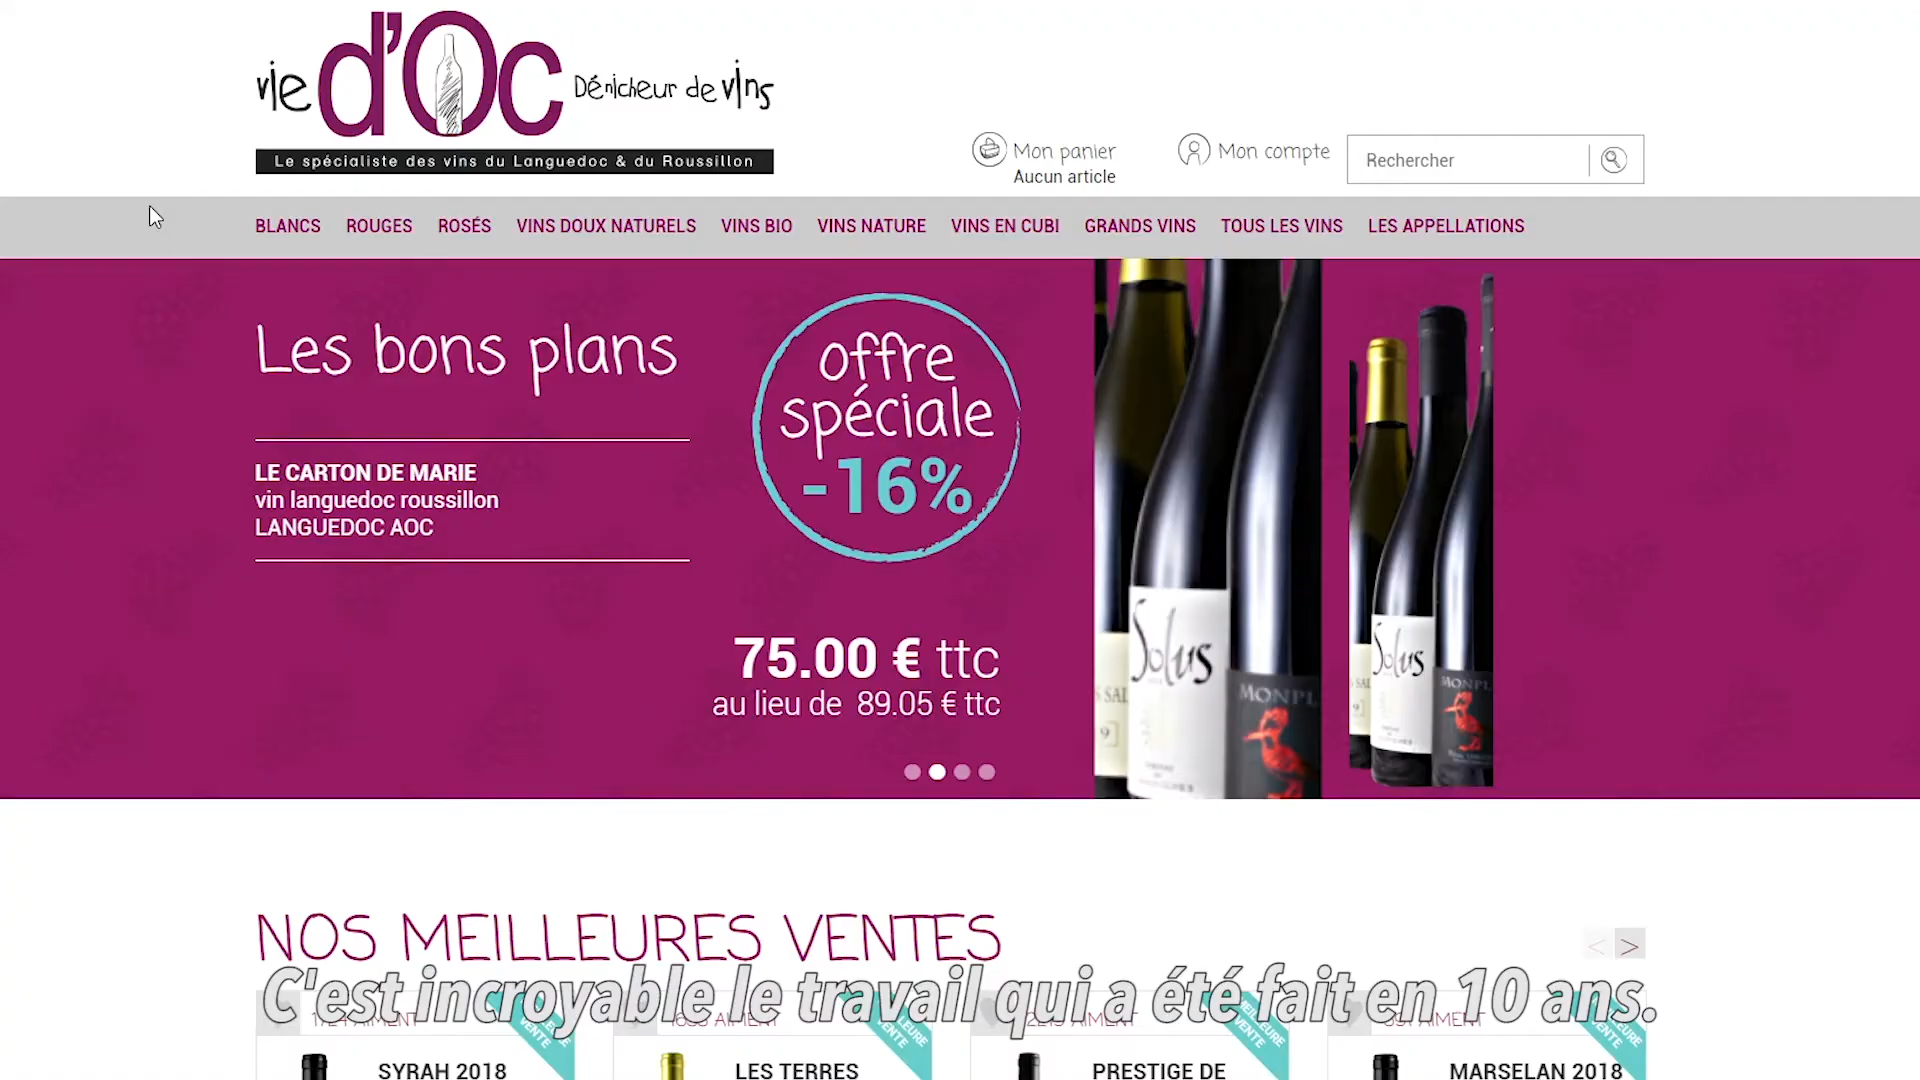 vie d'Oc Dénicheur de vins
Le spécialiste des vins du Languedoc & du Roussillon
Mon panier
Aucun article
Mon compte
Rechercher
BLANCS ROUGES ROSÉS VINS DOUX NATURELS VINS BIO VINS NATURE VINS EN CUBI GRANDS VINS TOUS LES VINS LES APPELLATIONS
Les bons plans
LE CARTON DE MARIE
vin languedoc roussillon
LANGUEDOC AOC
offre
spéciale
-16%
75.00 € ttc
au lieu de 89.05 € ttc
Solus
MONPL
Solus
MONPL
NOS MEILLEURES VENTES
< >
C'est incroyable le travail qui a été fait en 10 ans.
SYRAH 2018
LES TERRES
PRESTIGE DE
MARSELAN 2018